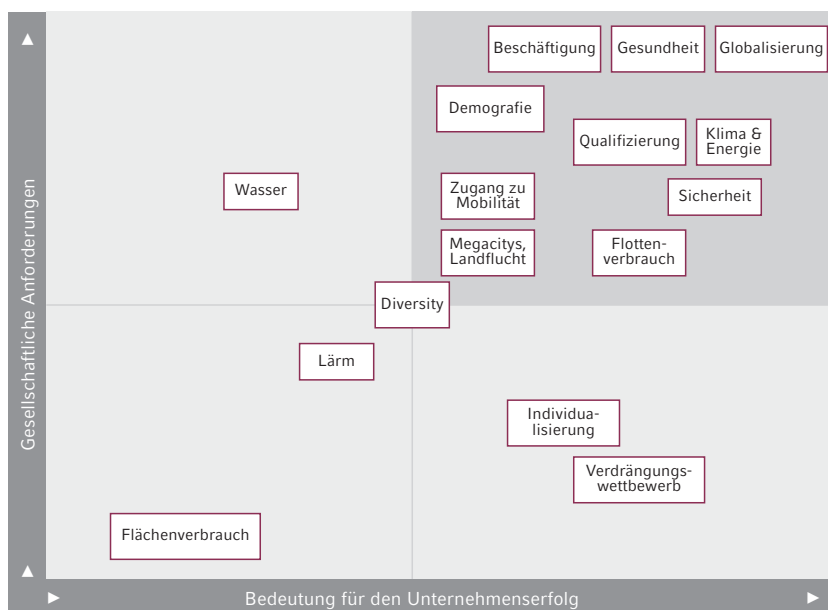 Beschäftigung
Gesundheit
Globalisierung
Demografie
Qualifizierung
Klima &
Energie
Wasser
Zugang zu
Mobilität
Sicherheit
Megacitys,
Landflucht
Flotten-
verbrauch
Diversity
Lärm
Individua-
lisierung
Verdrängungs-
wettbewerb
Flächenverbrauch
Gesellschaftliche Anforderungen
Bedeutung für den Unternehmenserfolg